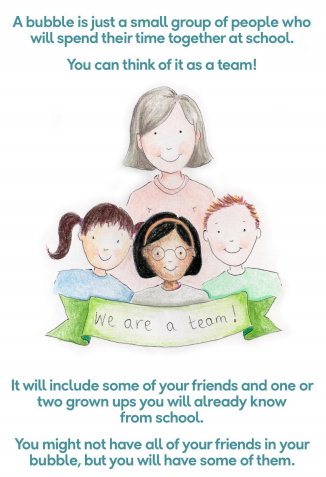 A bubble is just a small group of people who
will spend their time together at school.
You can think of it as a team!
We are a team!
It will include some of your friends and one or
two grown ups you will already know
from school.
You might not have all of your friends in your
bubble, but you will have some of them.